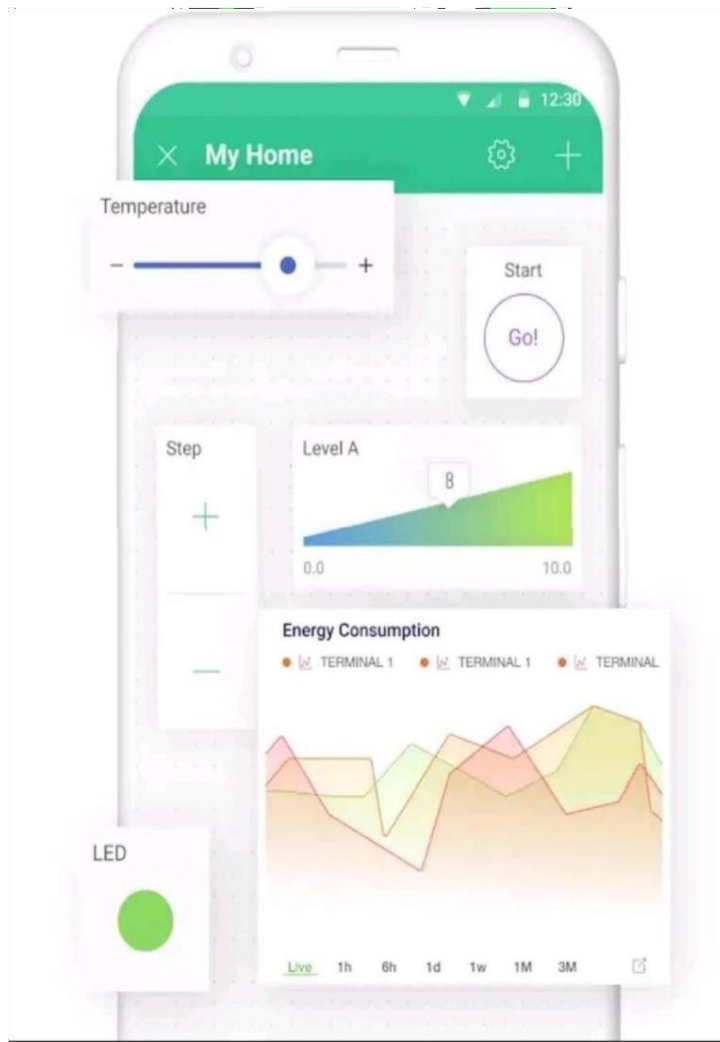 12:30
My Home
Temperature
− +
Start
Go!
Step
+
−
Level A
8
0.0 10.0
Energy Consumption
TERMINAL 1 TERMINAL 1 TERMINAL
LED
Live 1h 6h 1d 1w 1M 3M